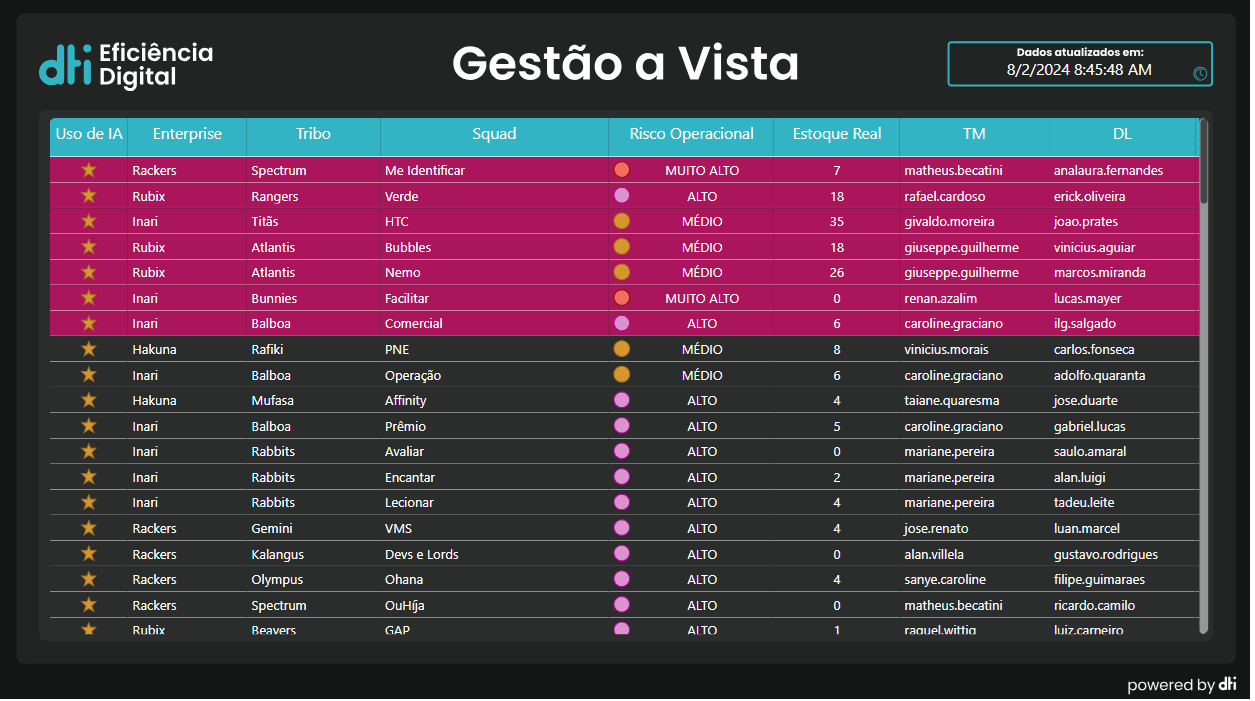 dti Eficiência Digital
Gestão a Vista
Dados atualizados em:
8/2/2024 8:45:48 AM
Uso de IA Enterprise Tribo Squad Risco Operacional Estoque Real TM DL
Rackers Spectrum Me Identificar MUITO ALTO 7 matheus.becatini analaura.fernandes
Rubix Rangers Verde ALTO 18 rafael.cardoso erick.oliveira
Inari Titãs HTC MÉDIO 35 givaldo.moreira joao.prates
Rubix Atlantis Bubbles MÉDIO 18 giuseppe.guilherme vinicius.aguiar
Rubix Atlantis Nemo MÉDIO 26 giuseppe.guilherme marcos.miranda
Inari Bunnies Facilitar MUITO ALTO 0 renan.azalim lucas.mayer
Inari Balboa Comercial ALTO 6 caroline.graciano ilg.salgado
Hakuna Rafiki PNE MÉDIO 8 vinicius.morais carlos.fonseca
Inari Balboa Operação MÉDIO 6 caroline.graciano adolfo.quaranta
Hakuna Mufasa Affinity ALTO 4 taiane.quaresma jose.duarte
Inari Balboa Prêmio ALTO 5 caroline.graciano gabriel.lucas
Inari Rabbits Avaliar ALTO 0 mariane.pereira saulo.amaral
Inari Rabbits Encantar ALTO 2 mariane.pereira alan.luigi
Inari Rabbits Lecionar ALTO 4 mariane.pereira tadeu.leite
Rackers Gemini VMS ALTO 4 jose.renato luan.marcel
Rackers Kalangus Devs e Lords ALTO 0 alan.villela gustavo.rodrigues
Rackers Olympus Ohana ALTO 4 sanye.caroline filipe.guimaraes
Rackers Spectrum OuHíja ALTO 0 matheus.becatini ricardo.camilo
Rubix Beavers GAP ALTO 1 raquel.wittig luiz.carneiro
powered by dti